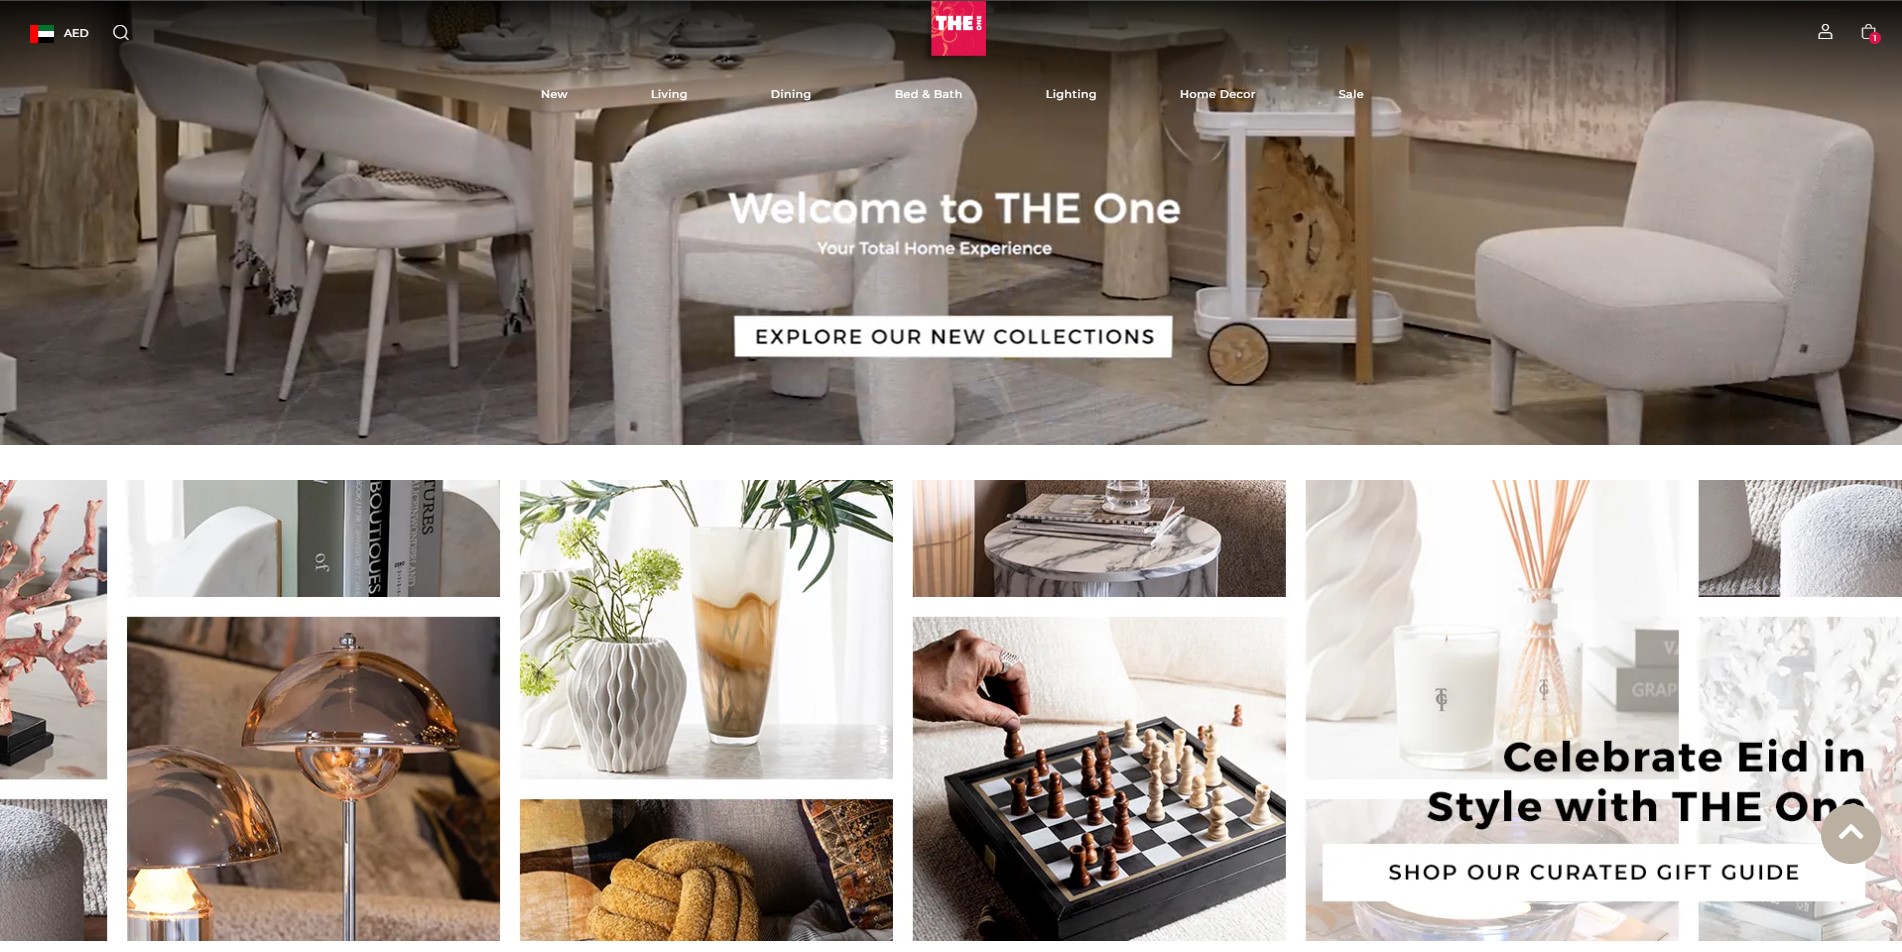 AED
THE
ONE
1
New
Living
Dining
Bed & Bath
Lighting
Home Decor
Sale
Welcome to THE One
Your Total Home Experience
EXPLORE OUR NEW COLLECTIONS
of
BOUTIQUES
TURES
GRAP
Celebrate Eid in
Style with THE One
SHOP OUR CURATED GIFT GUIDE